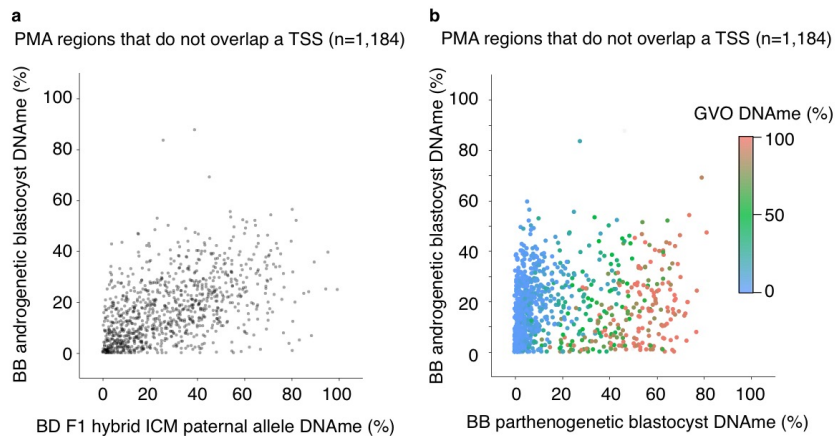 a
PMA regions that do not overlap a TSS (n=1,184)
BB androgenetic blastocyst DNAme (%)
100
80
60
40
20
0
0 20 40 60 80 100
BD F1 hybrid ICM paternal allele DNAme (%)
b
PMA regions that do not overlap a TSS (n=1,184)
BB androgenetic blastocyst DNAme (%)
100
80
60
40
20
0
0 20 40 60 80 100
BB parthenogenetic blastocyst DNAme (%)
GVO DNAme (%)
100
50
0